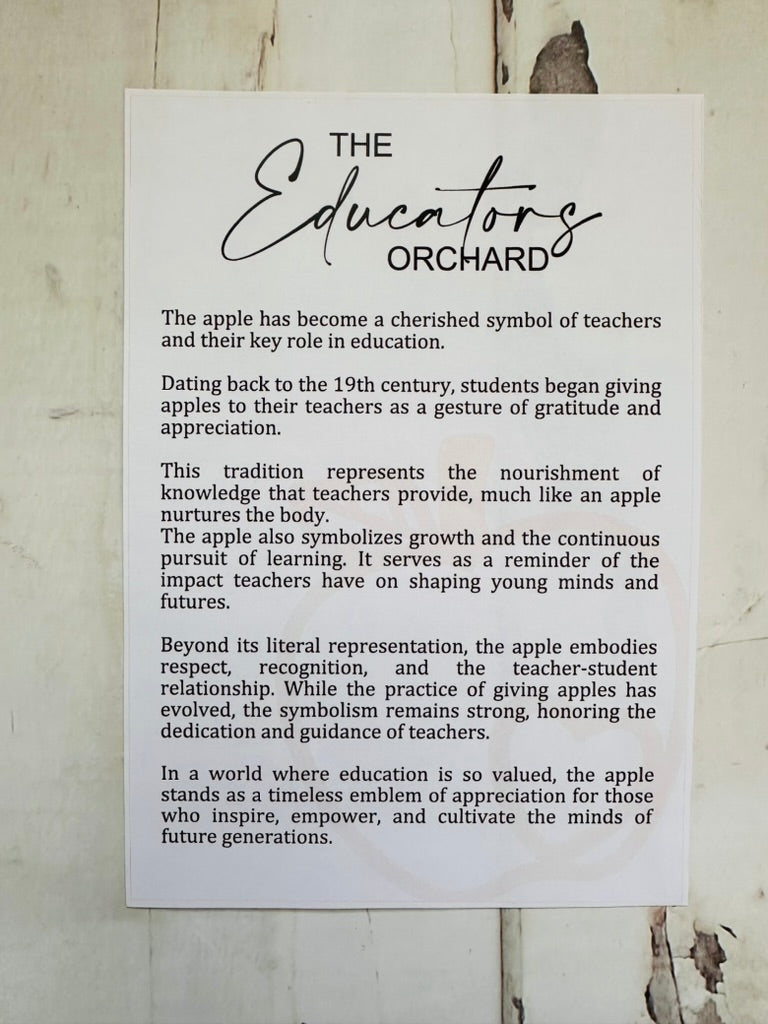 THE
Educators
ORCHARD
The apple has become a cherished symbol of teachers
and their key role in education.
Dating back to the 19th century, students began giving
apples to their teachers as a gesture of gratitude and
appreciation.
This tradition represents the nourishment of
knowledge that teachers provide, much like an apple
nurtures the body.
The apple also symbolizes growth and the continuous
pursuit of learning. It serves as a reminder of the
impact teachers have on shaping young minds and
futures.
Beyond its literal representation, the apple embodies
respect, recognition, and the teacher-student
relationship. While the practice of giving apples has
evolved, the symbolism remains strong, honoring the
dedication and guidance of teachers.
In a world where education is so valued, the apple
stands as a timeless emblem of appreciation for those
who inspire, empower, and cultivate the minds of
future generations.